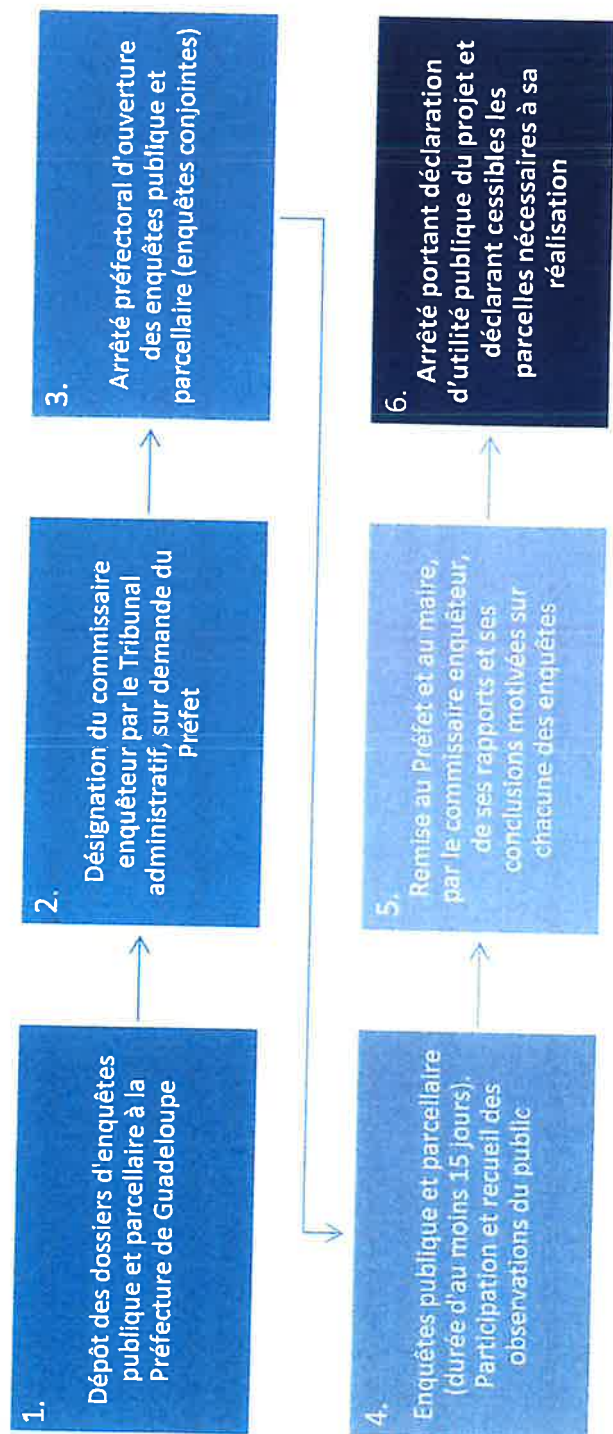 1.
Dépôt des dossiers d'enquêtes
publique et parcellaire à la
Préfecture de Guadeloupe
2.
Désignation du commissaire
enquêteur par le Tribunal
administratif, sur demande du
Préfet
3.
Arrêté préfectoral d'ouverture
des enquêtes publique et
parcellaire (enquêtes conjointes)
4.
Enquêtes publique et parcellaire
(durée d'au moins 15 jours).
Participation et recueil des
observations du public
5.
Remise au Préfet et au maire,
par le commissaire enquêteur,
de ses rapports et ses
conclusions motivées sur
chacune des enquêtes
6.
Arrêté portant déclaration
d'utilité publique du projet et
déclarant cessibles les
parcelles nécessaires à sa
réalisation